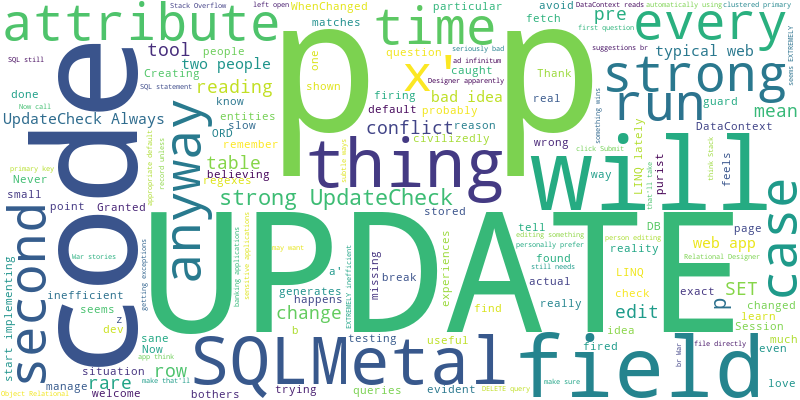 Stack Overflow
left open
WhenChanged
particular
avoid
DataContext reads
automatically using
clustered primary
attribute
time
pre
every
fetch
first question
SQL still
people
matches
suggestions br
seems EXTREMELY
tool
one
question
seriously bad
ad infinitum
typical web
Creating
two people
x'
caught
Designer apparently
Thank
strong
SQL statement
reading
shown
bad idea
done
firing
probably
real
something wins
guard
Now call
know
entities
default
civilizedly
run
mean
UpdateCheck Always
ORD
slow
conflict
reason
wrong
DataContext
remember
click Submit
code
p
p
anyway
table
thing
subtle ways
will
way
LINQ lately
purist
feels
think Stack
primary key
Never
regexes
believing
that'll take
case
appropriate default
record unless
small
strong UpdateCheck
point
Granted
stored
editing something
DB
person editing
page
second
UPDATE
tell
personally prefer
reality
web app
War stories
a'
missing
experiences
found
still needs
Relational Designer
getting exceptions
banking applications
sensitive applications
may want
EXTREMELY inefficient
break
actual
LINQ
exact
changed
start implementing
inefficient
generates
happens
really
check
p
SET
learn
seems
z
change
find
edit
Session
dev
b
testing
useful
fired
idea
much
sane
Now
row
SQLMetal
field
even
situation
app think
trying
evident
br War
file directly
rare
manage
make that'll
bothers
queries
make sure
love
welcome
Object Relational
DELETE query